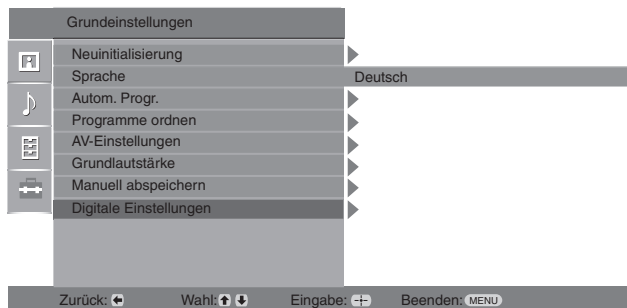 Grundeinstellungen
Neuinitialisierung
Sprache Deutsch
Autom. Progr.
Programme ordnen
AV-Einstellungen
Grundlautstärke
Manuell abspeichern
Digitale Einstellungen
Zurück: Wahl: Eingabe: Beenden: MENU